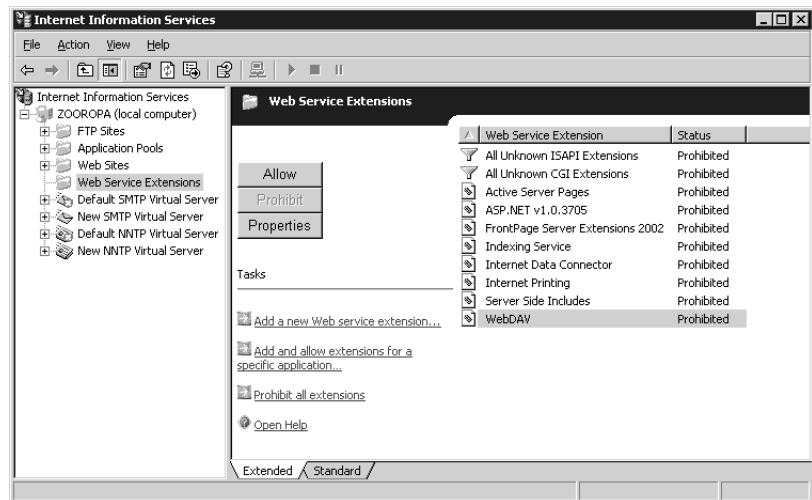 Internet Information Services
File Action View Help
Internet Information Services
ZOOROPA (local computer)
FTP Sites
Application Pools
Web Sites
Web Service Extensions
Default SMTP Virtual Server
New SMTP Virtual Server
Default NNTP Virtual Server
New NNTP Virtual Server
Web Service Extensions
Allow
Prohibit
Properties
Tasks
Add a new Web service extension...
Add and allow extensions for a
specific application...
Prohibit all extensions
Open Help
Web Service Extension Status
All Unknown ISAPI Extensions Prohibited
All Unknown CGI Extensions Prohibited
Active Server Pages Prohibited
ASP.NET v1.0.3705 Prohibited
FrontPage Server Extensions 2002 Prohibited
Indexing Service Prohibited
Internet Data Connector Prohibited
Internet Printing Prohibited
Server Side Includes Prohibited
WebDAV Prohibited
Extended Standard